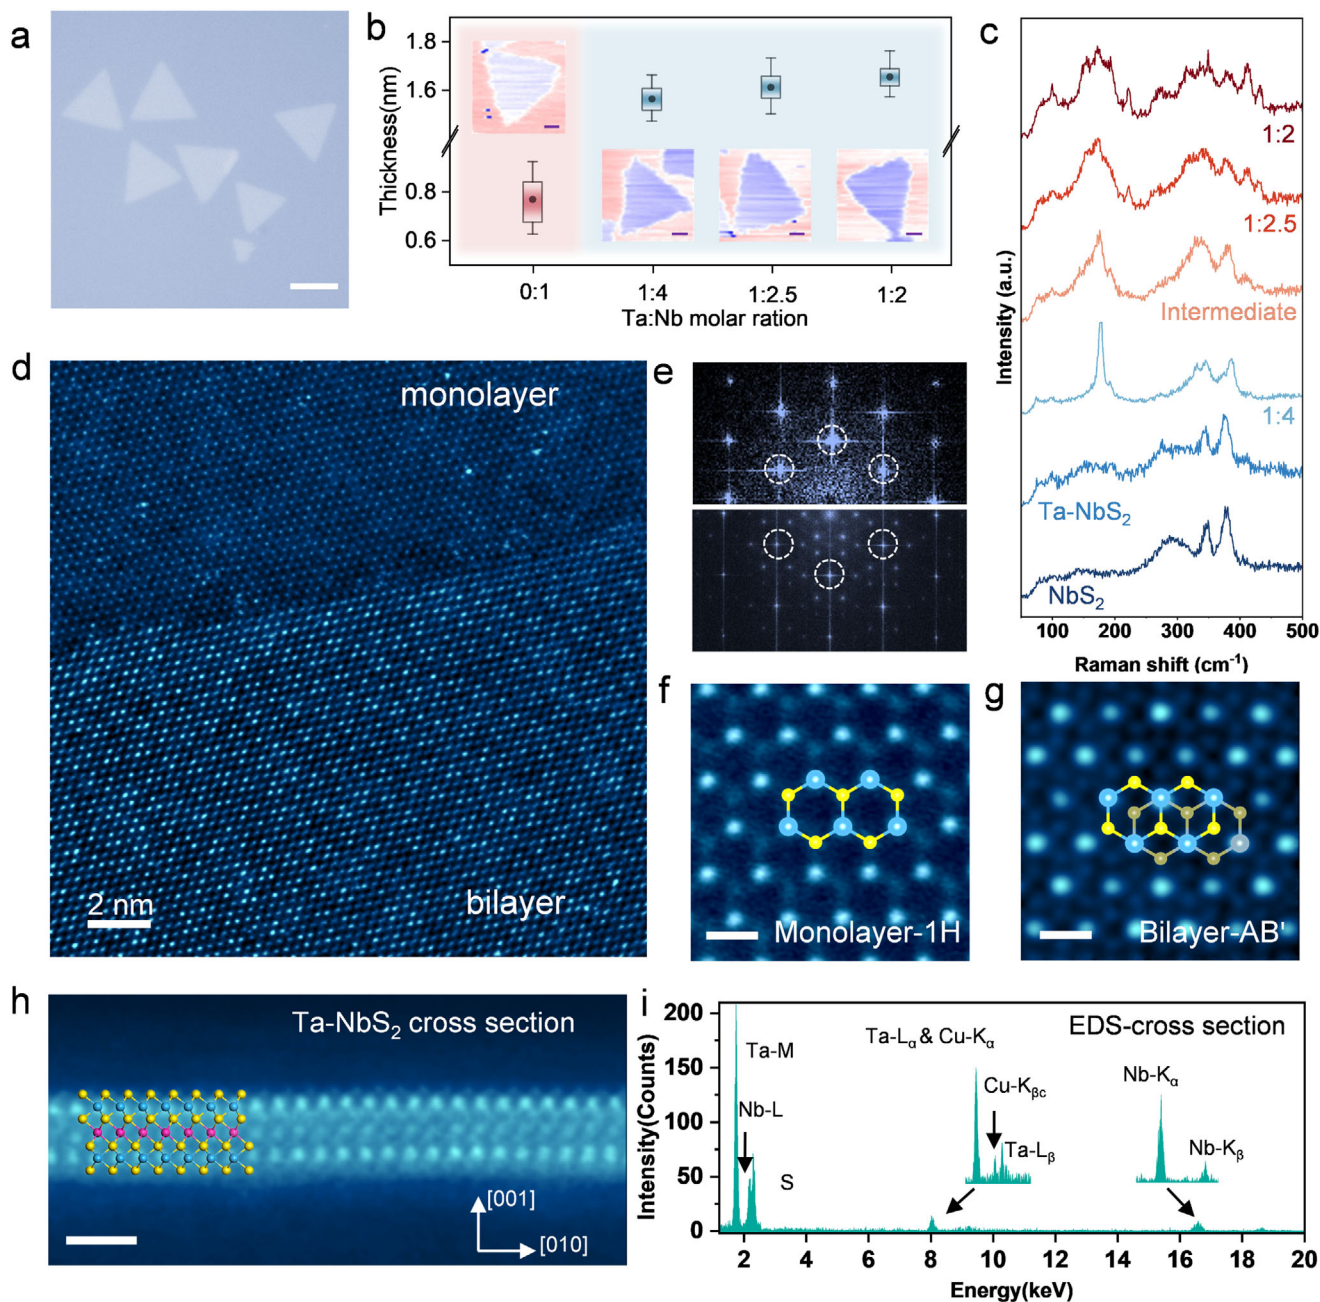 a
b
Thickness(nm)
1.8
1.6
0.8
0.6
0:1
1:4
1:2.5
1:2
Ta:Nb molar ration
c
Intensity (a.u.)
1:2
1:2.5
Intermediate
1:4
Ta-NbS₂
NbS₂
100
200
300
400
500
Raman shift (cm⁻¹)
d
monolayer
2 nm
bilayer
e
f
Monolayer-1H
g
Bilayer-AB'
h
Ta-NbS₂ cross section
[001]
[010]
i
Intensity(Counts)
200
150
100
50
0
EDS-cross section
Ta-M
Nb-L
S
Ta-Lα & Cu-Kα
Cu-Kβc
Ta-Lβ
Nb-Kα
Nb-Kβ
2
4
6
8
10
12
14
16
18
20
Energy(keV)